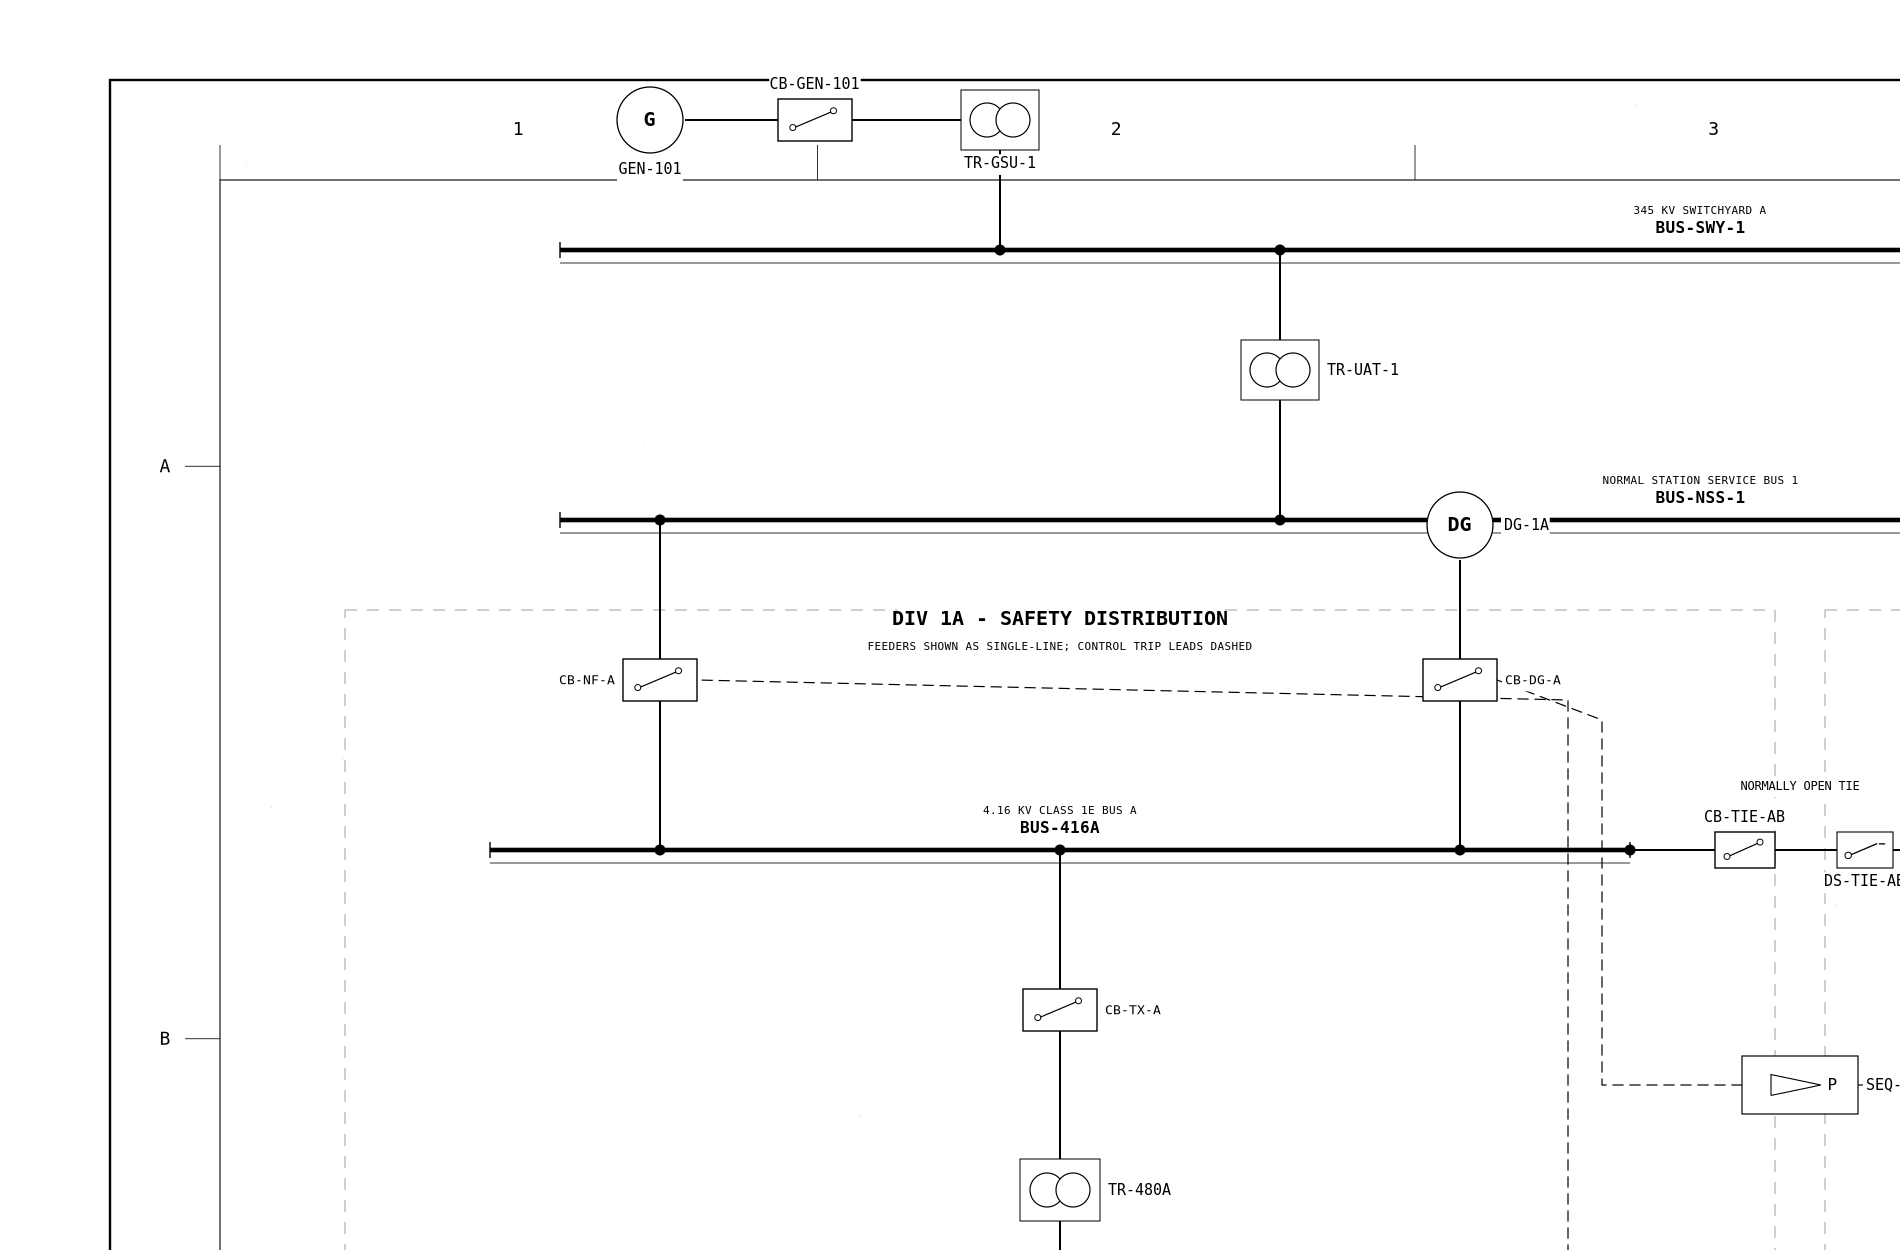 CB-GEN-101
1
G
2
3
GEN-101
TR-GSU-1
345 KV SWITCHYARD A
BUS-SWY-1
TR-UAT-1
A
NORMAL STATION SERVICE BUS 1
BUS-NSS-1
DG
DG-1A
DIV 1A - SAFETY DISTRIBUTION
FEEDERS SHOWN AS SINGLE-LINE; CONTROL TRIP LEADS DASHED
CB-NF-A
CB-DG-A
NORMALLY OPEN TIE
4.16 KV CLASS 1E BUS A
BUS-416A
CB-TIE-AB
DS-TIE-AB
CB-TX-A
B
P
SEQ-
TR-480A